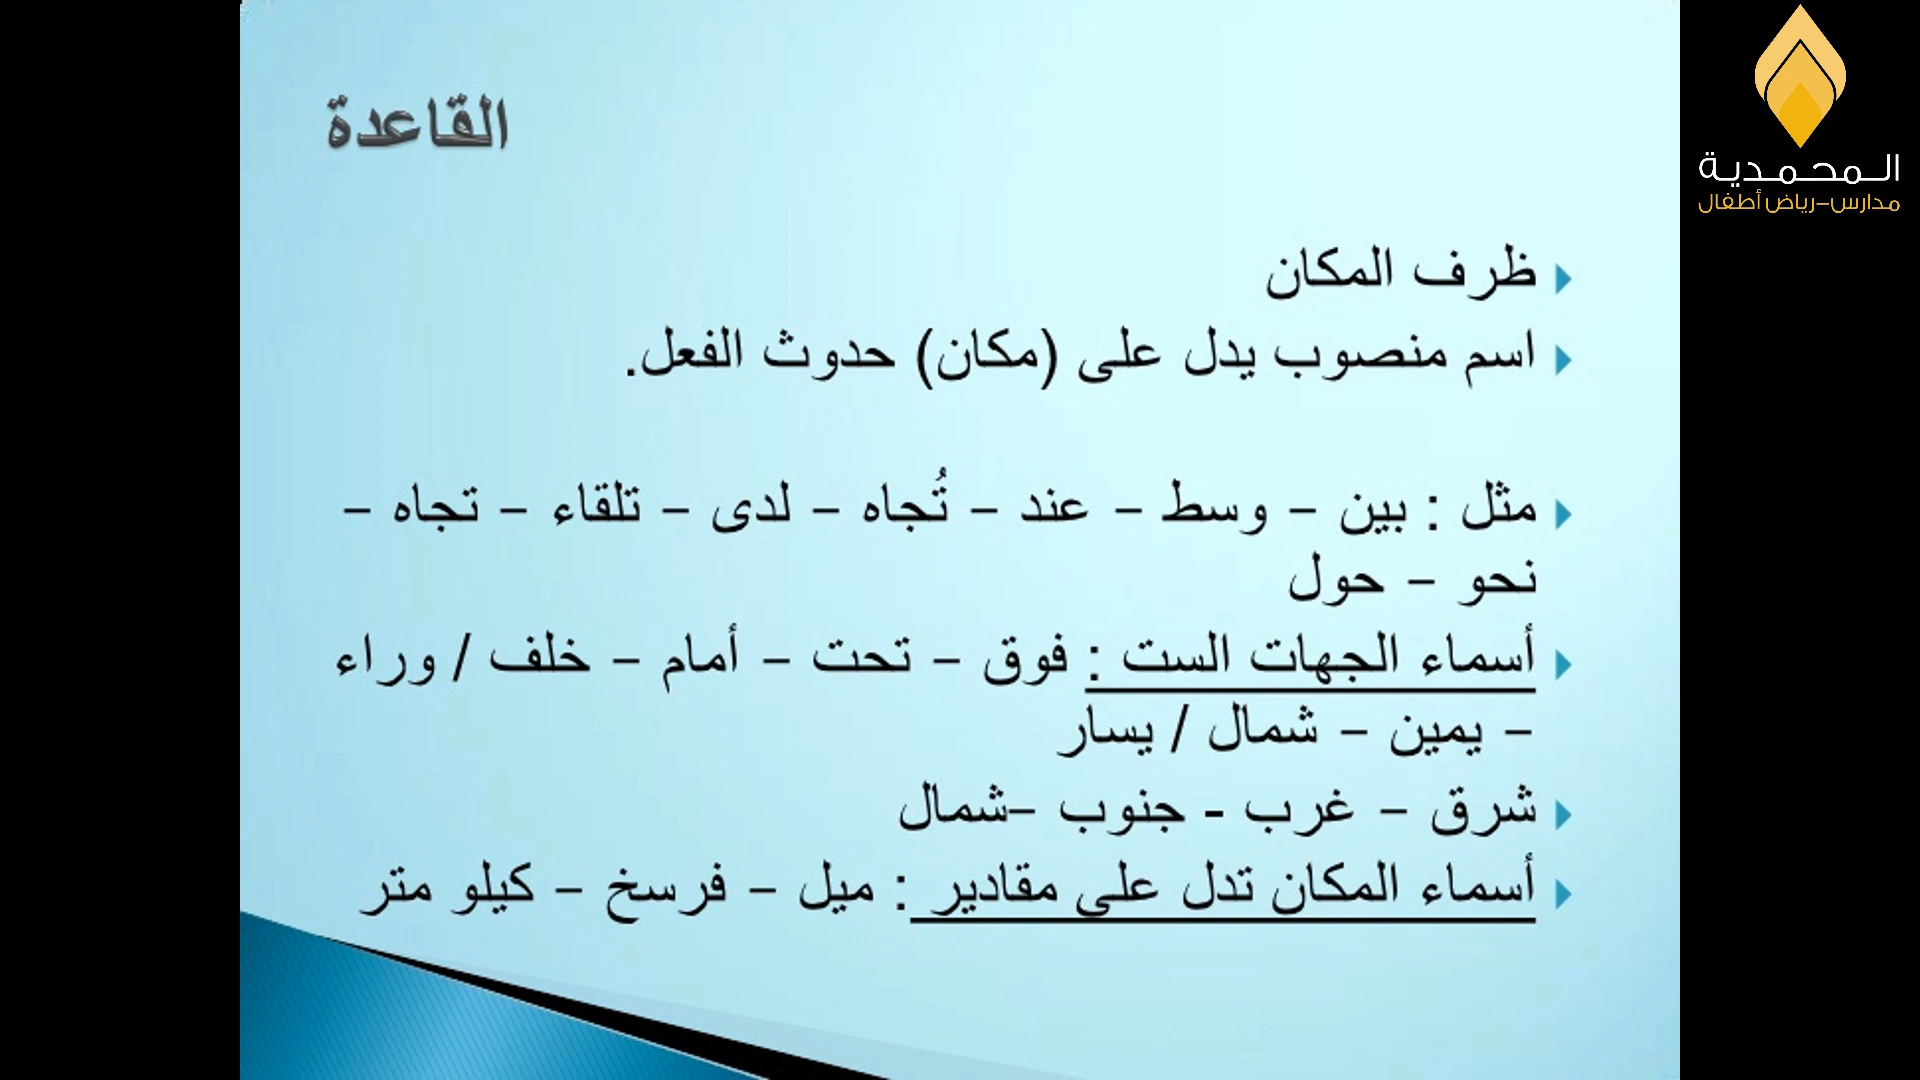 القاعدة
ظرف المكان
اسم منصوب يدل على (مكان) حدوث الفعل.
مثل : بين – وسط – عند – تُجاه – لدى – تلقاء – تجاه –
نحو – حول
أسماء الجهات الست : فوق – تحت – أمام – خلف / وراء
– يمين – شمال / يسار
شرق – غرب - جنوب –شمال
أسماء المكان تدل علي مقادير : ميل – فرسخ – كيلو متر
المحمدية
مدارس–رياض أطفال